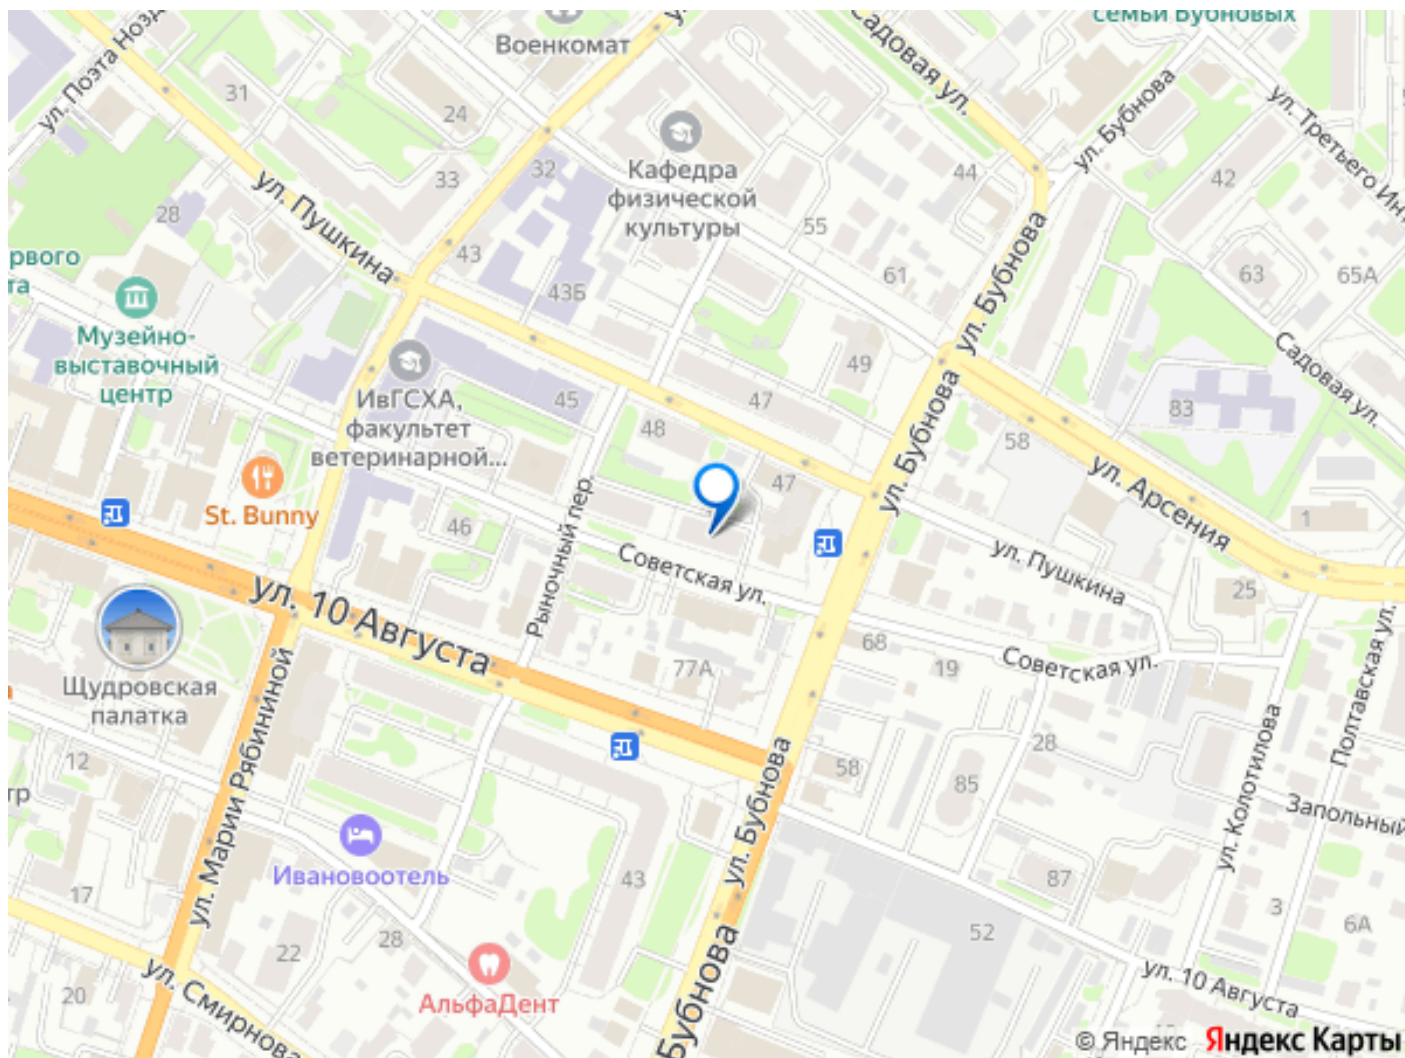 семьи Бубновых
Военкомат
Садовая ул.
ул. Поэта Нозд
31
24
ул. Бубнова
ул. Третьего Инт
Кафедра
физической
культуры
32
33
44
42
ул. Пушкина
28
55
ул. Бубнова
43
рвого
та
61
63
65А
43Б
Музейно-
выставочный
центр
49
Садовая ул.
ИвГСХА,
факультет
ветеринарной...
45
47
83
48
ул. Бубнова
58
ул. Арсения
47
St. Bunny
46
Рыночный пер.
1
Советская ул.
ул. Пушкина
25
ул. 10 Августа
68
19
Советская ул.
77А
Щудровская
палатка
Полтавская ул.
ул. Марии Рябининой
28
12
тр
58
85
ул. Бубнова
ул. Колотилова
Запольный
Ивановоотель
43
87
17
3
6А
28
22
52
ул. Смирнова
20
АльфаДент
Бубнова
ул. 10 Августа
© Яндекс Яндекс Карты